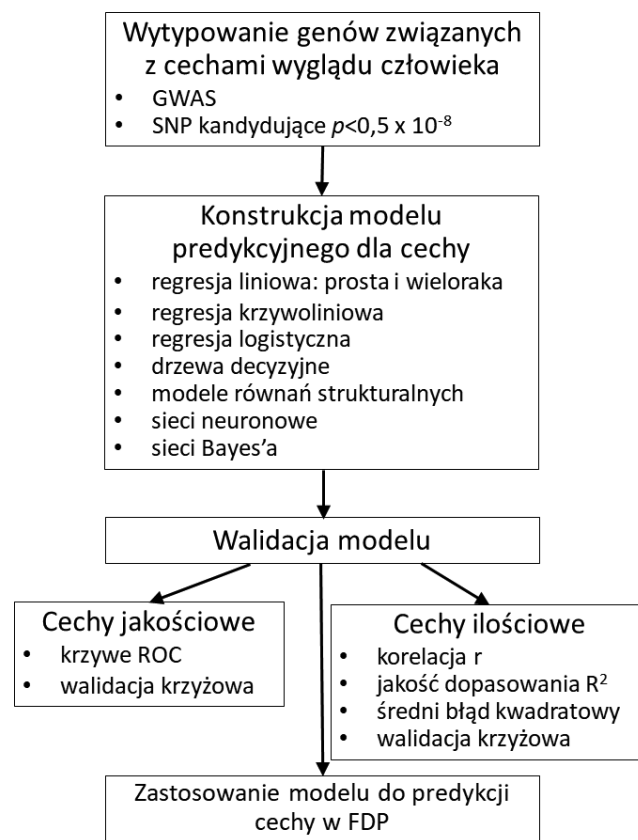 Wytypowanie genów związanych
z cechami wyglądu człowieka
• GWAS
• SNP kandydujące p<0,5 x 10⁻⁸
Konstrukcja modelu
predykcyjnego dla cechy
• regresja liniowa: prosta i wieloraka
• regresja krzywoliniowa
• regresja logistyczna
• drzewa decyzyjne
• modele równań strukturalnych
• sieci neuronowe
• sieci Bayes’a
Walidacja modelu
Cechy jakościowe
• krzywe ROC
• walidacja krzyżowa
Cechy ilościowe
• korelacja r
• jakość dopasowania R²
• średni błąd kwadratowy
• walidacja krzyżowa
Zastosowanie modelu do predykcji
cechy w FDP